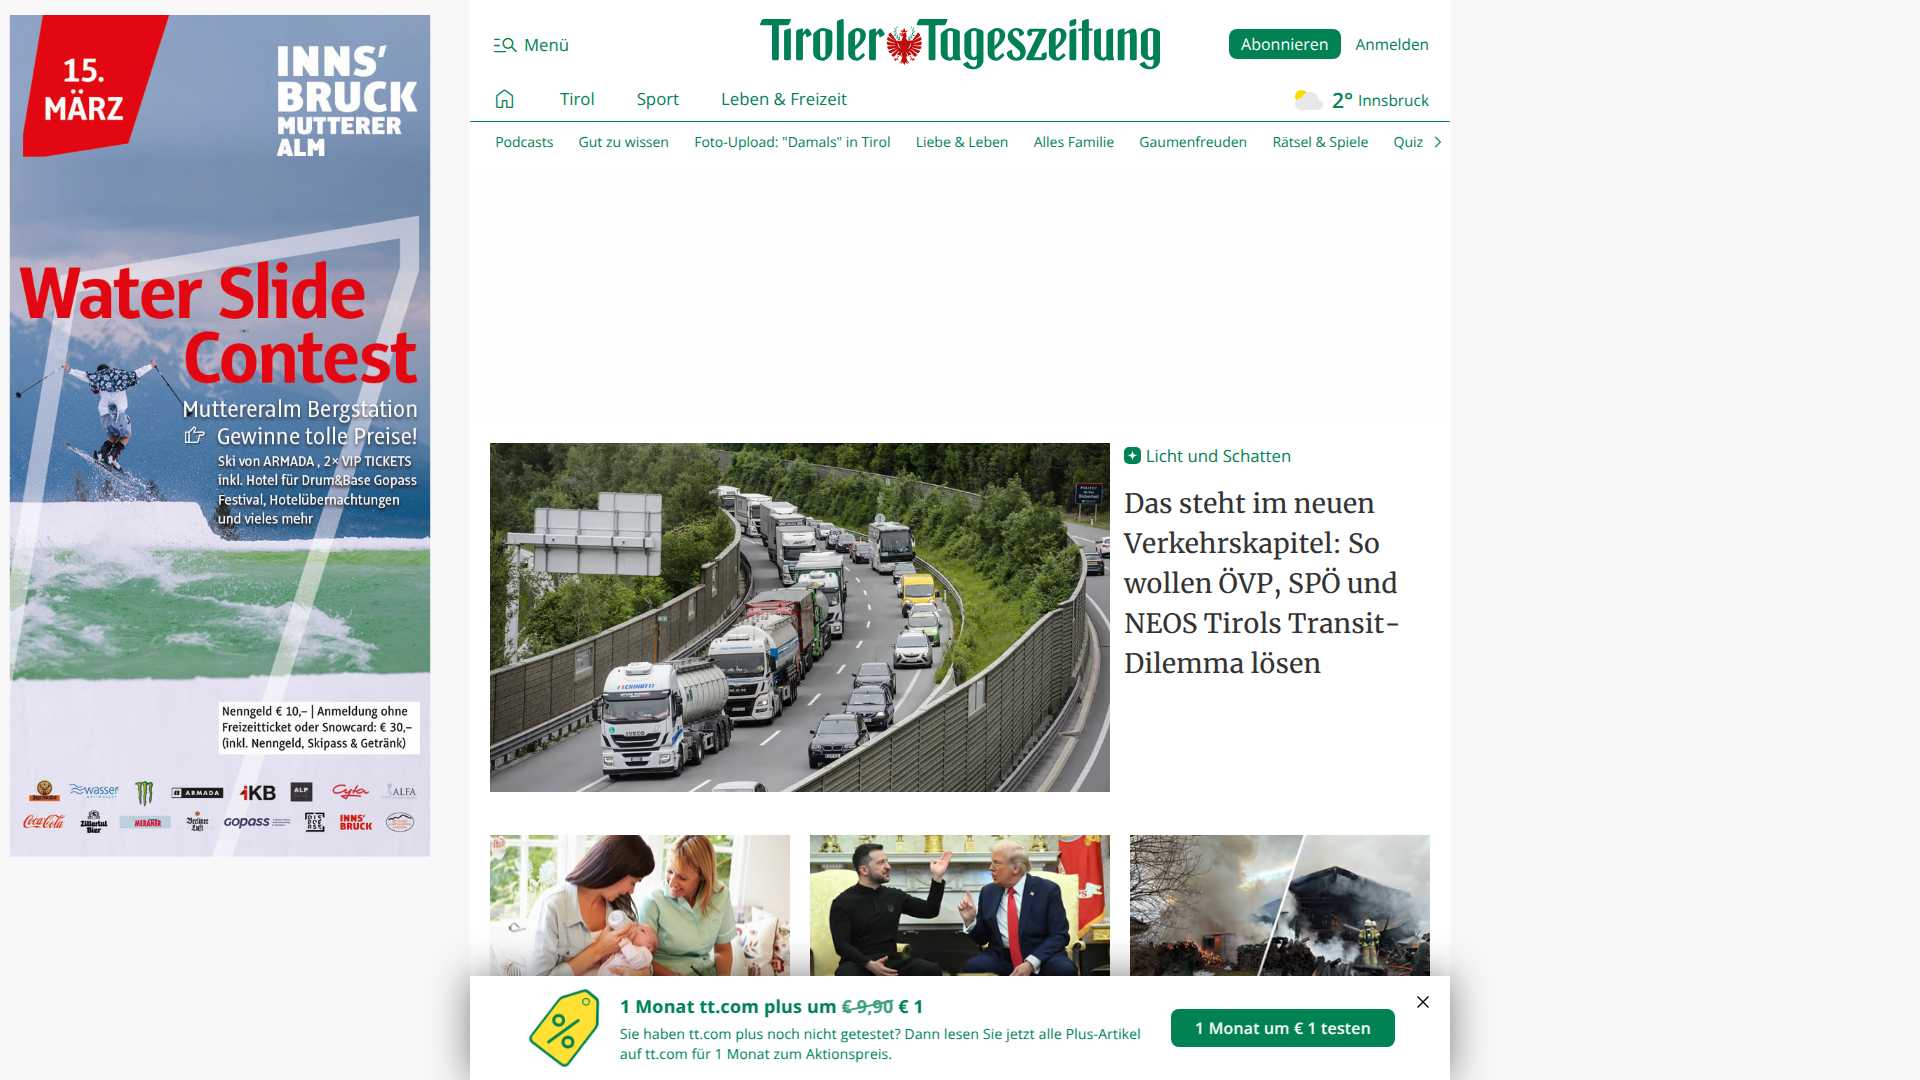 15.
MÄRZ
INNS'
BRUCK
MUTTERER
ALM
Water Slide
Contest
Muttereralm Bergstation
Gewinne tolle Preise!
Ski von ARMADA , 2× VIP TICKETS
inkl. Hotel für Drum&Base Gopass
Festival, Hotelübernachtungen
und vieles mehr
Nenngeld € 10,– | Anmeldung ohne
Freizeitticket oder Snowcard: € 30,–
(inkl. Nenngeld, Skipass & Getränk)
wasser
ARMADA
iKB
ALP
Cyta
ALFA
Coca-Cola
Zillertal
Bier
MERANER
Berliner
Luft
GOPASS
INNS'
BRUCK
Menü
Tiroler Tageszeitung
Abonnieren
Anmelden
Tirol
Sport
Leben & Freizeit
2° Innsbruck
Podcasts
Gut zu wissen
Foto-Upload: "Damals" in Tirol
Liebe & Leben
Alles Familie
Gaumenfreuden
Rätsel & Spiele
Quiz
IVECO
Licht und Schatten
Das steht im neuen
Verkehrskapitel: So
wollen ÖVP, SPÖ und
NEOS Tirols Transit-
Dilemma lösen
1 Monat tt.com plus um € 9,90 € 1
Sie haben tt.com plus noch nicht getestet? Dann lesen Sie jetzt alle Plus-Artikel
auf tt.com für 1 Monat zum Aktionspreis.
1 Monat um € 1 testen